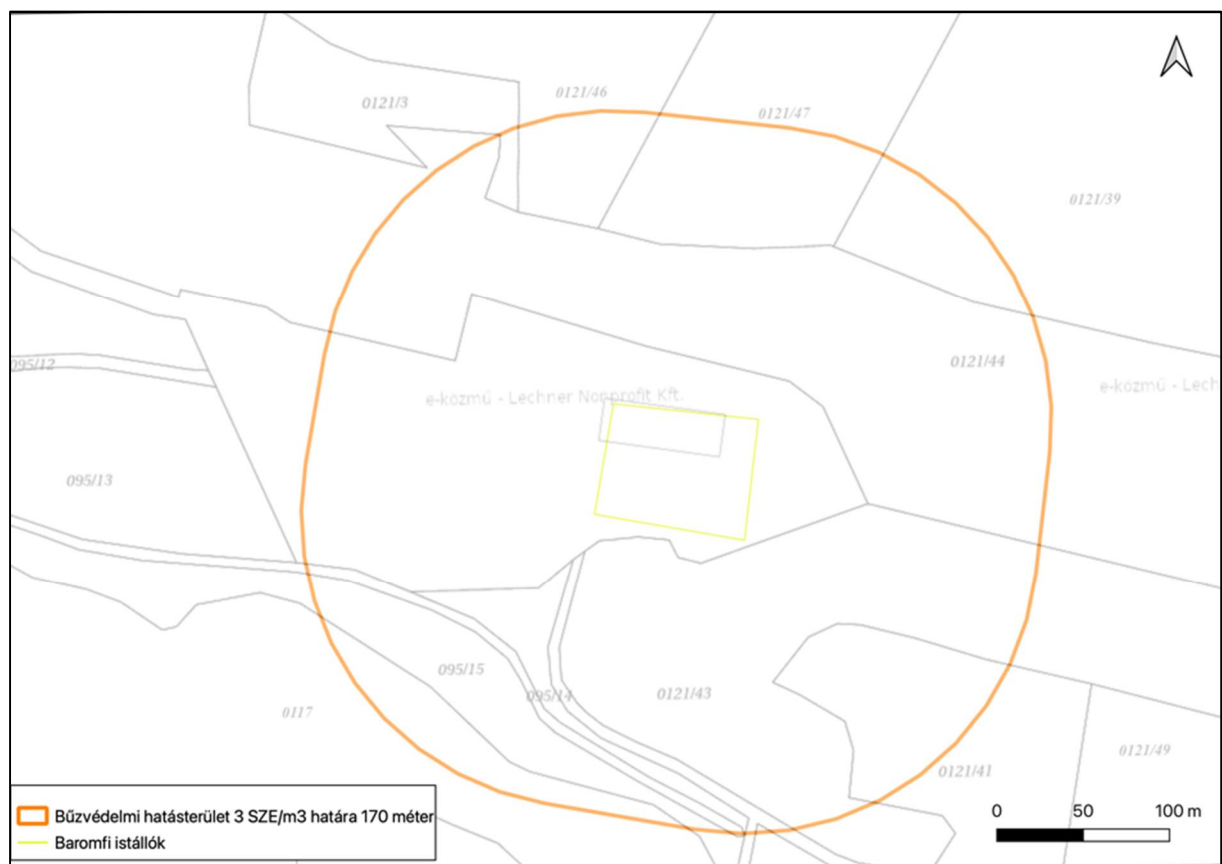 0121/46
0121/3
0121/47
0121/39
0121/44
095/12
e-közmű - Lechner Nonprofit Kft.
e-közmű - Lech
095/13
095/15
0121/43
095/14
0117
0121/49
0121/41
Bűzvédelmi hatásterület 3 SZE/m3 határa 170 méter
Baromfi istállók
0 50 100 m